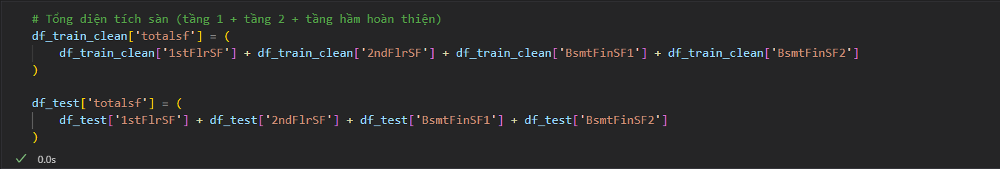 # Tổng diện tích sàn (tầng 1 + tầng 2 + tầng hầm hoàn thiện)
df_train_clean['totalsf'] = (
    df_train_clean['1stFlrSF'] + df_train_clean['2ndFlrSF'] + df_train_clean['BsmtFinSF1'] + df_train_clean['BsmtFinSF2']
)

df_test['totalsf'] = (
    df_test['1stFlrSF'] + df_test['2ndFlrSF'] + df_test['BsmtFinSF1'] + df_test['BsmtFinSF2']
)
0.0s